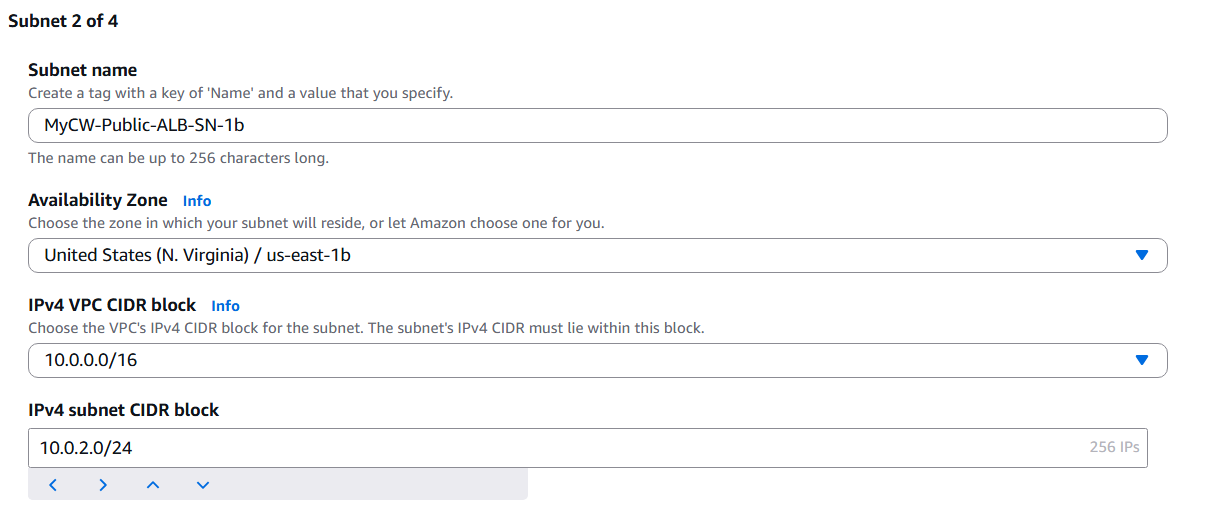 Subnet 2 of 4
Subnet name
Create a tag with a key of 'Name' and a value that you specify.
MyCW-Public-ALB-SN-1b
The name can be up to 256 characters long.
Availability Zone Info
Choose the zone in which your subnet will reside, or let Amazon choose one for you.
United States (N. Virginia) / us-east-1b
IPv4 VPC CIDR block Info
Choose the VPC's IPv4 CIDR block for the subnet. The subnet's IPv4 CIDR must lie within this block.
10.0.0.0/16
IPv4 subnet CIDR block
10.0.2.0/24 256 IPs